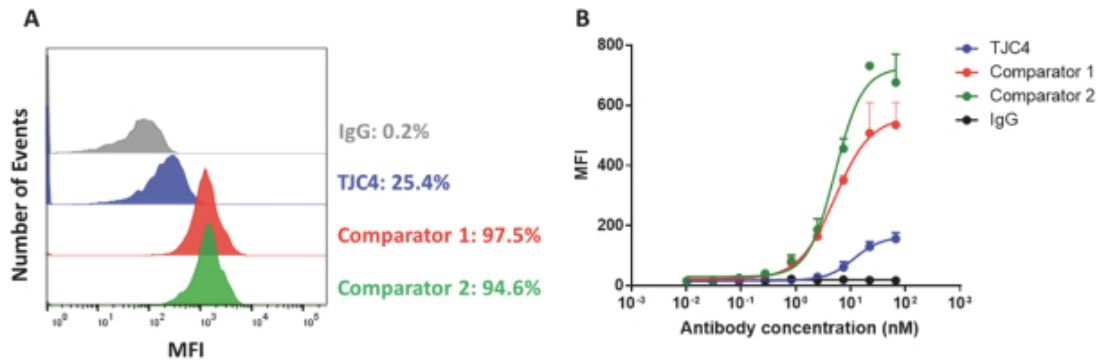 A
Number of Events
IgG: 0.2%
TJC4: 25.4%
Comparator 1: 97.5%
Comparator 2: 94.6%
10⁰ 10² 10³ 10⁴ 10⁵
MFI
B
MFI
800
600
400
200
0
10⁻³ 10⁻² 10⁻¹ 10⁰ 10¹ 10² 10³
Antibody concentration (nM)
TJC4
Comparator 1
Comparator 2
IgG